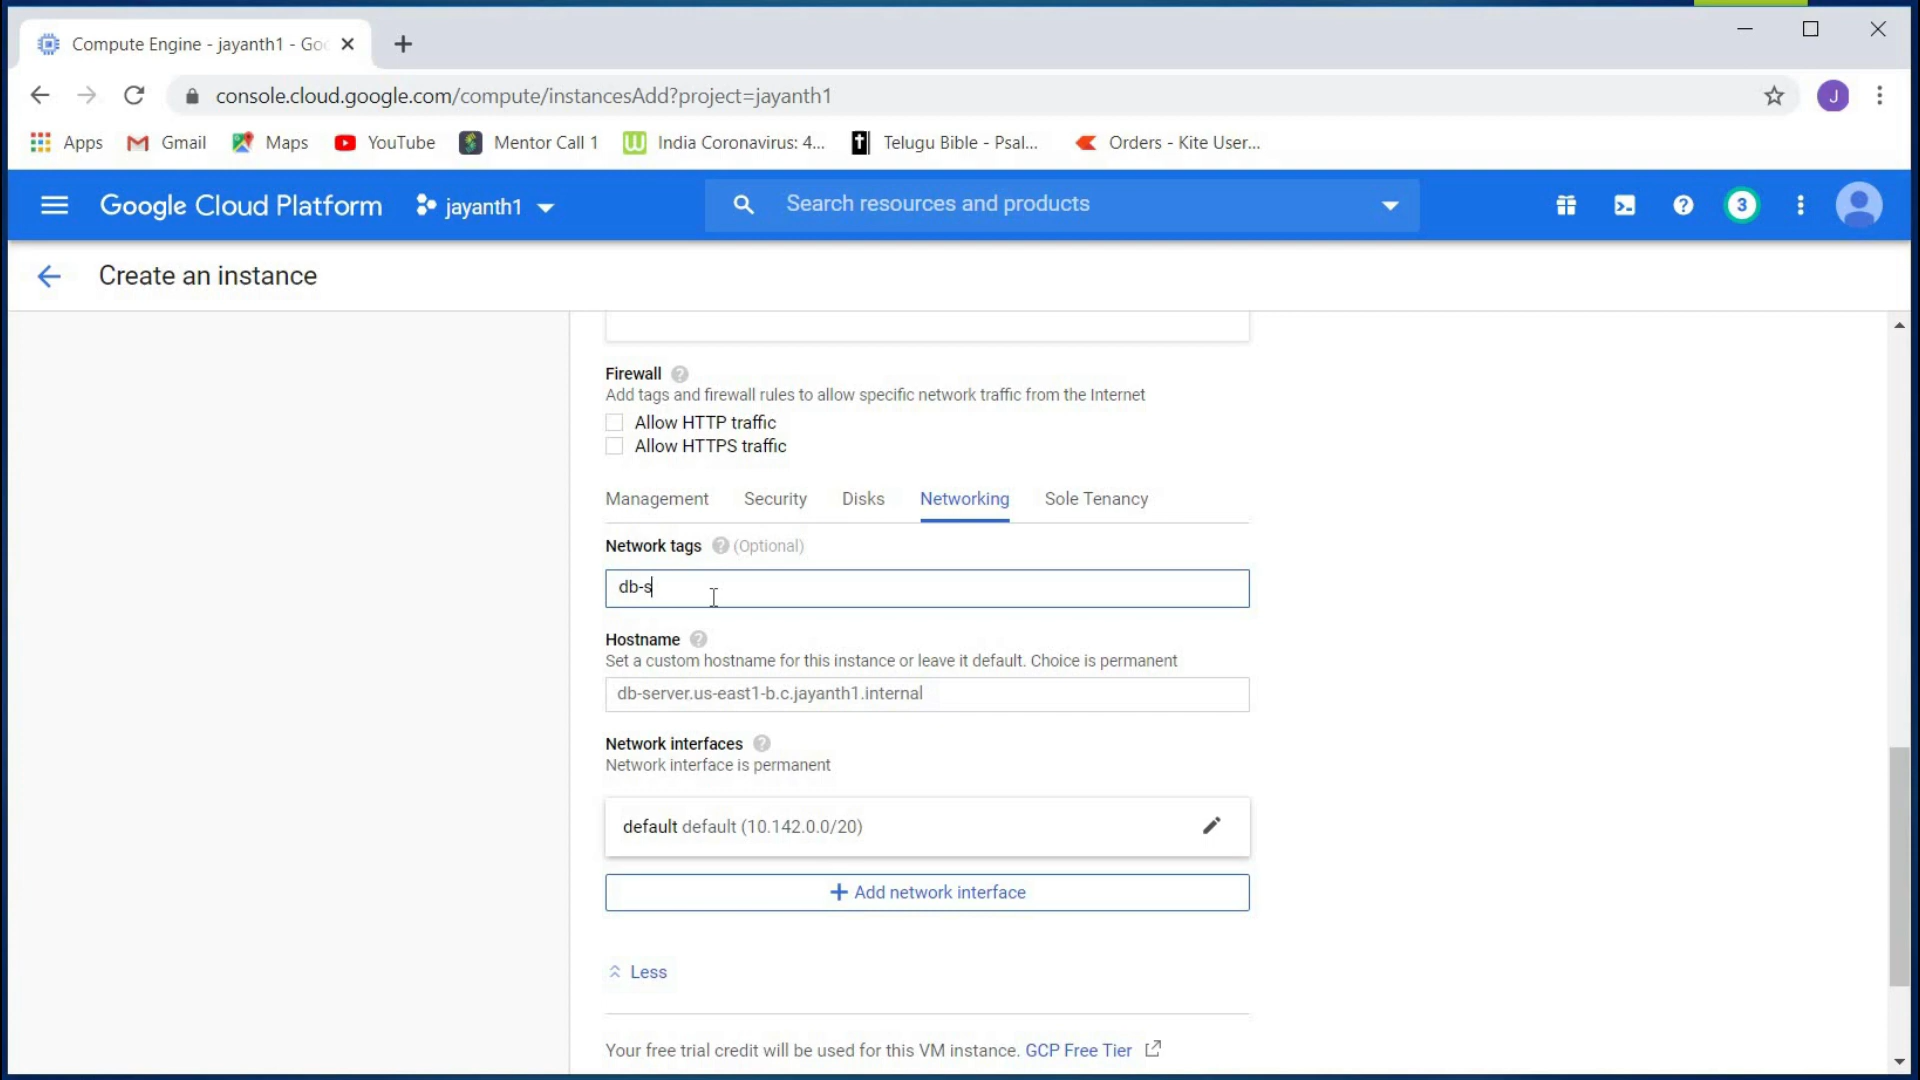 Compute Engine - jayanth1 - Goo
console.cloud.google.com/compute/instancesAdd?project=jayanth1
J
Apps
Gmail
Maps
YouTube
Mentor Call 1
India Coronavirus: 4...
Telugu Bible - Psal...
Orders - Kite User...
Google Cloud Platform
jayanth1
Search resources and products
3
Create an instance
Firewall
Add tags and firewall rules to allow specific network traffic from the Internet
Allow HTTP traffic
Allow HTTPS traffic
Management Security Disks Networking Sole Tenancy
Network tags (Optional)
db-s
Hostname
Set a custom hostname for this instance or leave it default. Choice is permanent
db-server.us-east1-b.c.jayanth1.internal
Network interfaces
Network interface is permanent
default default (10.142.0.0/20)
+ Add network interface
Less
Your free trial credit will be used for this VM instance. GCP Free Tier